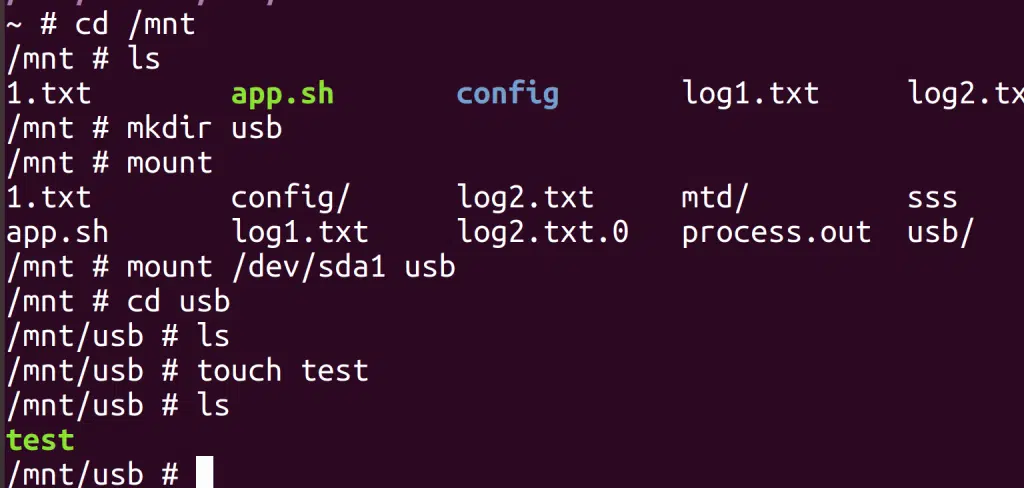 ~ # cd /mnt
/mnt # ls
1.txt app.sh config log1.txt log2.tx
/mnt # mkdir usb
/mnt # mount
1.txt config/ log2.txt mtd/ sss
app.sh log1.txt log2.txt.0 process.out usb/
/mnt # mount /dev/sda1 usb
/mnt # cd usb
/mnt/usb # ls
/mnt/usb # touch test
/mnt/usb # ls
test
/mnt/usb #